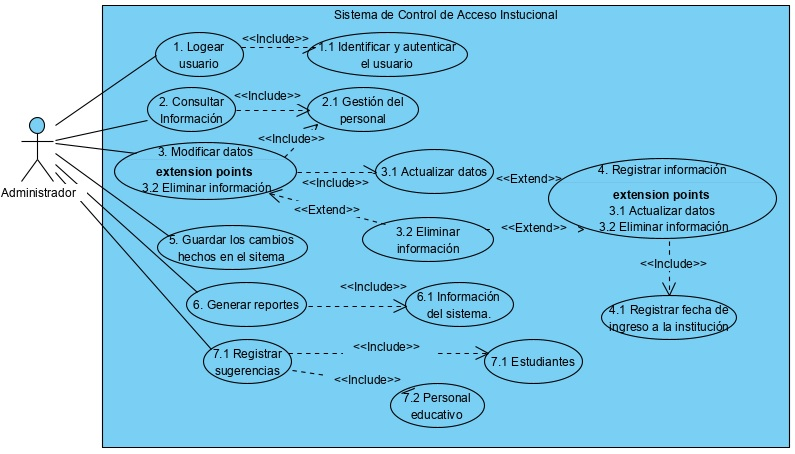 Sistema de Control de Acceso Instucional
1. Logear
usuario
<<Include>>
1.1 Identificar y autenticar
el usuario
2. Consultar
Información
<<Include>>
2.1 Gestión del
personal
<<Include>>
3. Modificar datos
extension points
3.2 Eliminar información
<<Include>>
3.1 Actualizar datos
<<Extend>>
4. Registrar información
extension points
3.1 Actualizar datos
3.2 Eliminar información
Administrador
<<Extend>>
3.2 Eliminar
información
<<Extend>>
5. Guardar los cambios
hechos en el sitema
<<Include>>
6. Generar reportes
<<Include>>
6.1 Información
del sistema.
4.1 Registrar fecha de
ingreso a la institución
7.1 Registrar
sugerencias
<<Include>>
7.1 Estudiantes
<<Include>>
7.2 Personal
educativo